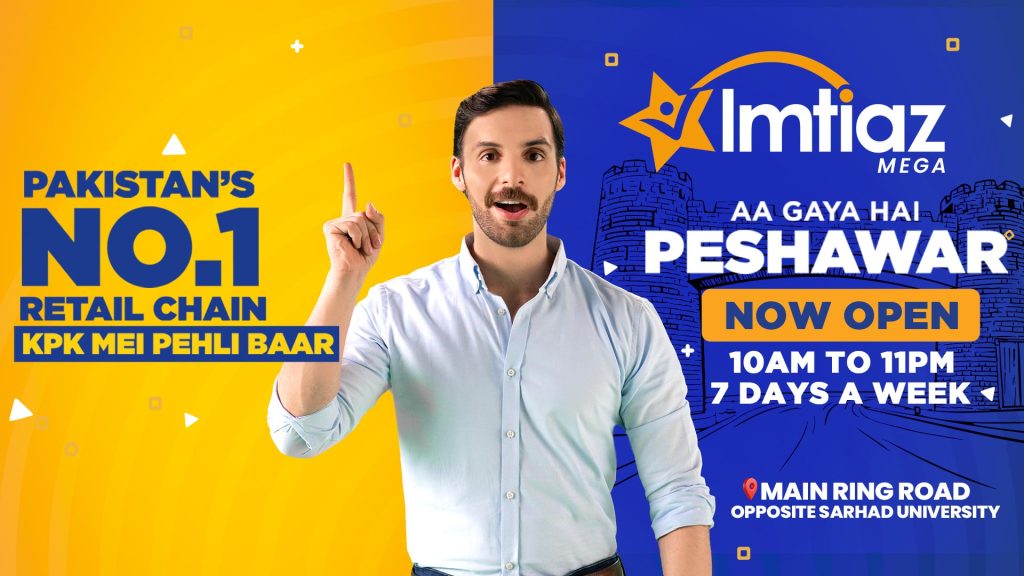 PAKISTAN'S
NO.1
RETAIL CHAIN
KPK MEI PEHLI BAAR
Imtiaz
MEGA
AA GAYA HAI
PESHAWAR
NOW OPEN
10AM TO 11PM
7 DAYS A WEEK
MAIN RING ROAD
OPPOSITE SARHAD UNIVERSITY